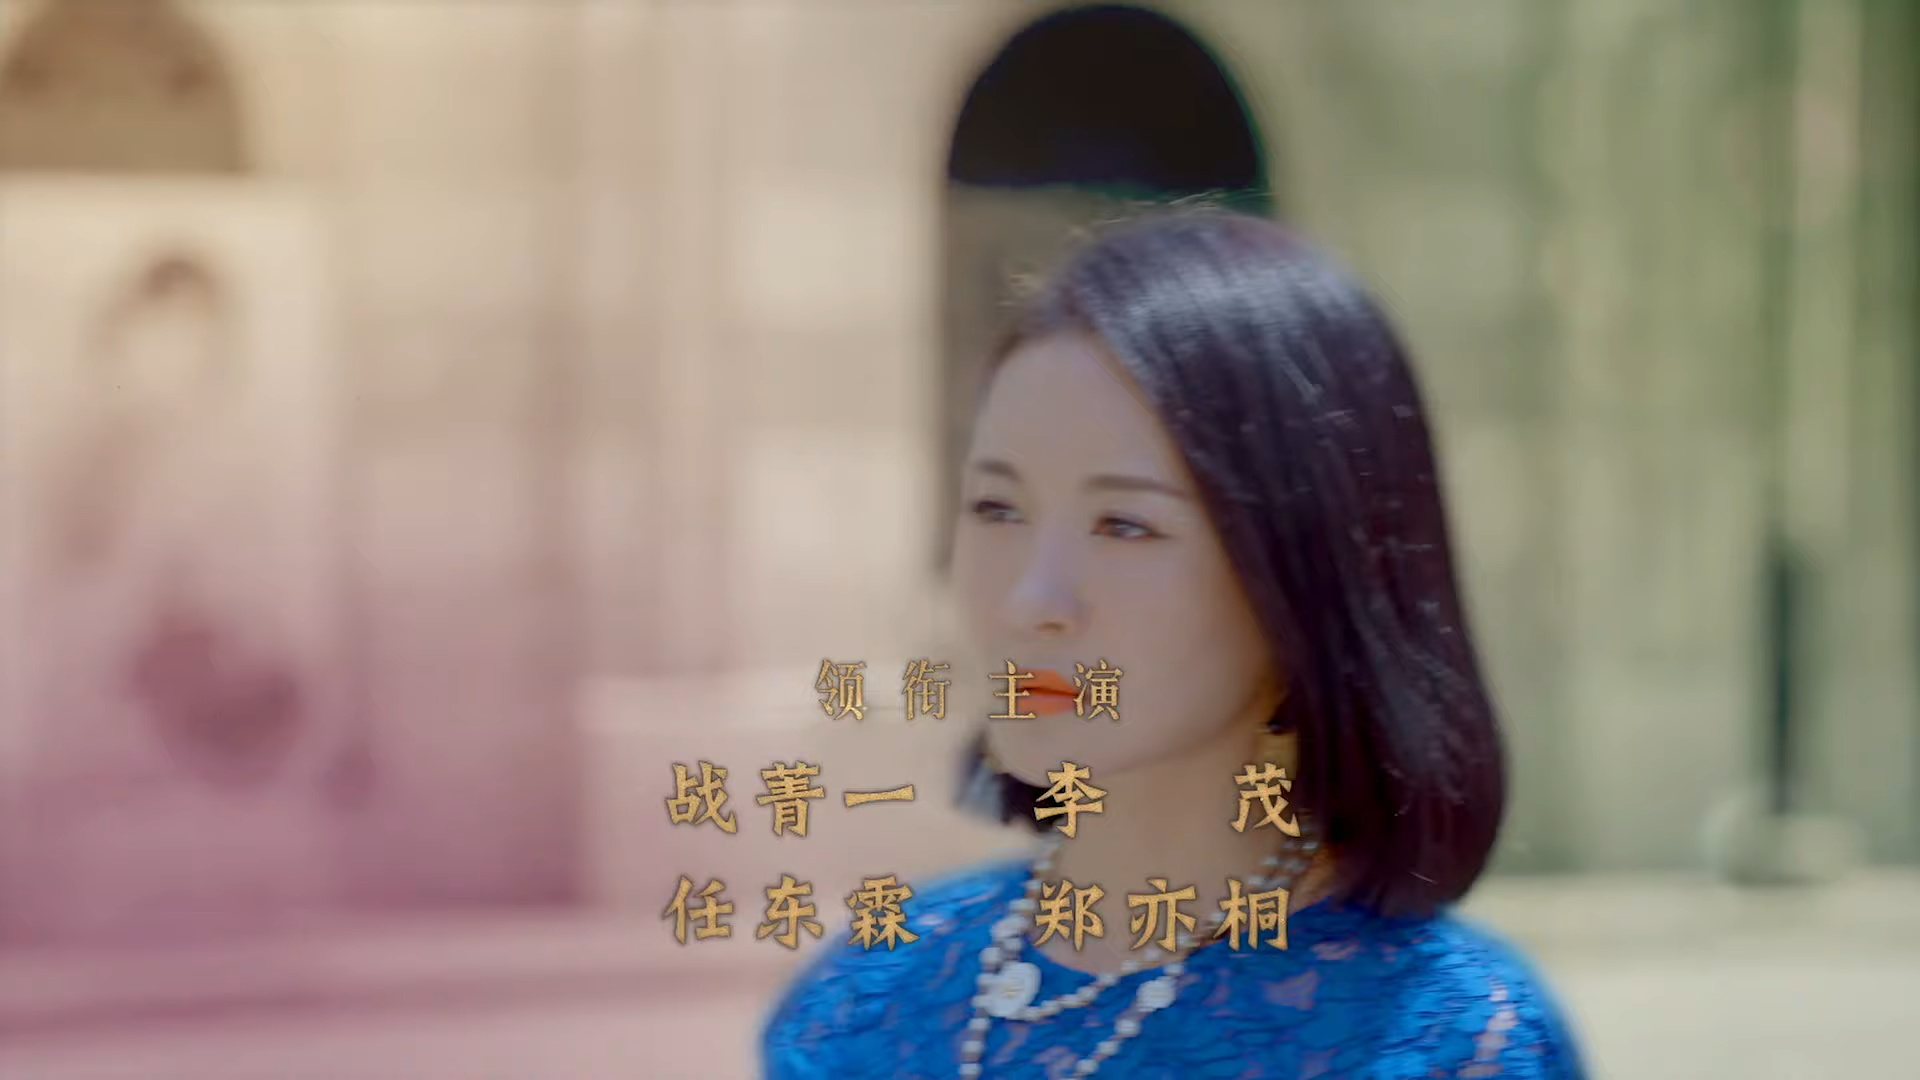 领衔主演
战菁一 李茂
任东霖 郑亦桐